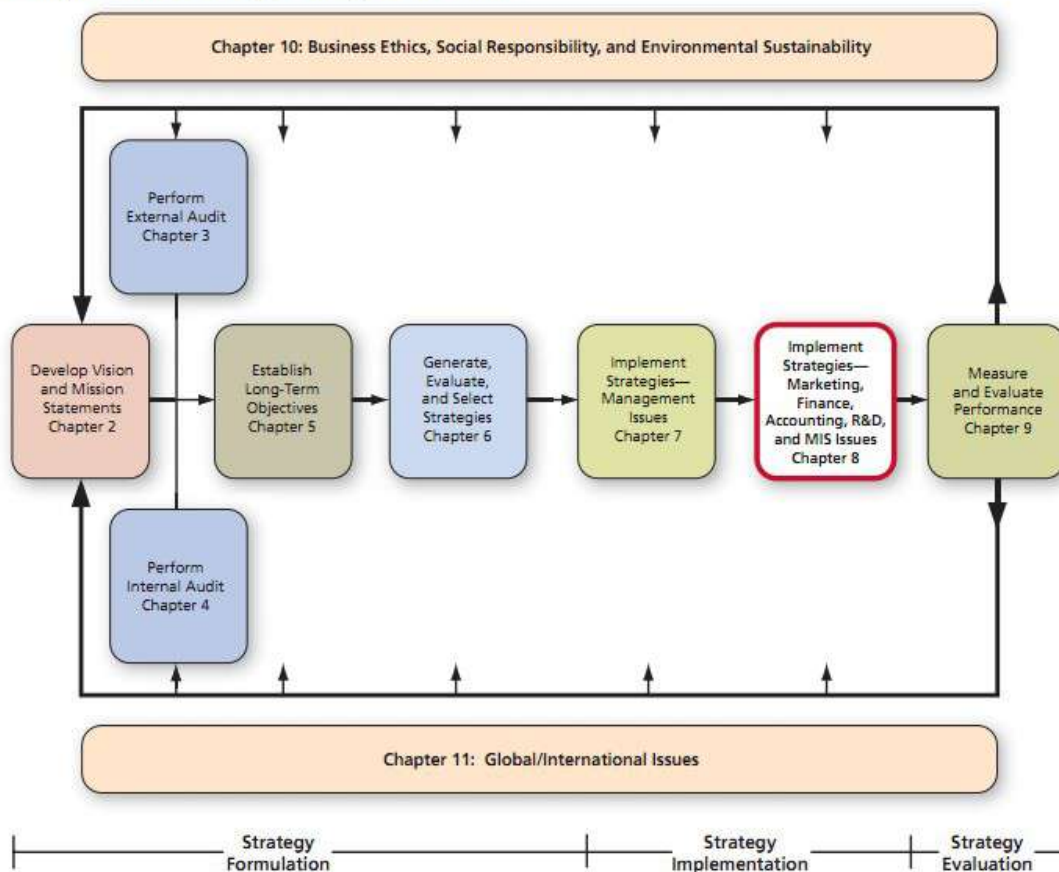 Chapter 10: Business Ethics, Social Responsibility, and Environmental Sustainability
Perform
External Audit
Chapter 3
Develop Vision
and Mission
Statements
Chapter 2
Establish
Long-Term
Objectives
Chapter 5
Generate,
Evaluate,
and Select
Strategies
Chapter 6
Implement
Strategies—
Management
Issues
Chapter 7
Implement
Strategies—
Marketing,
Finance,
Accounting, R&D,
and MIS Issues
Chapter 8
Measure
and Evaluate
Performance
Chapter 9
Perform
Internal Audit
Chapter 4
Chapter 11: Global/International Issues
Strategy
Formulation
Strategy
Implementation
Strategy
Evaluation